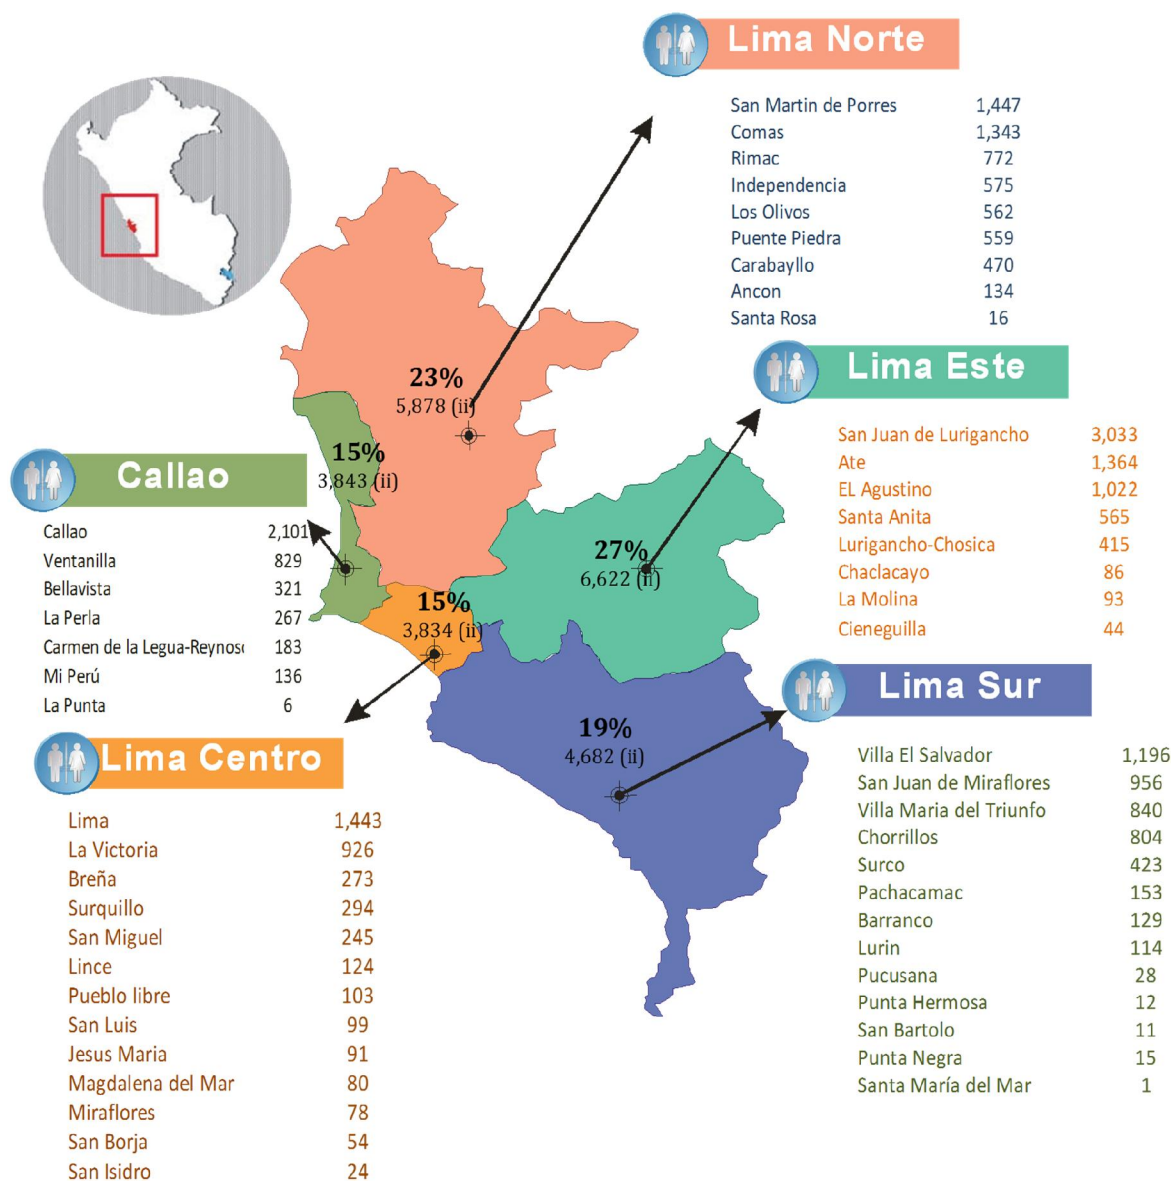 Lima Norte
San Martin de Porres 1,447
Comas 1,343
Rimac 772
Independencia 575
Los Olivos 562
Puente Piedra 559
Carabayllo 470
Ancon 134
Santa Rosa 16
Lima Este
San Juan de Lurigancho 3,033
Ate 1,364
EL Agustino 1,022
Santa Anita 565
Lurigancho-Chosica 415
Chaclacayo 86
La Molina 93
Cieneguilla 44
23%
5,878 (ii)
15%
3,843 (ii)
27%
6,622 (ii)
15%
3,834 (ii)
19%
4,682 (ii)
Callao
Callao 2,101
Ventanilla 829
Bellavista 321
La Perla 267
Carmen de la Legua-Reynoso 183
Mi Perú 136
La Punta 6
Lima Sur
Villa El Salvador 1,196
San Juan de Miraflores 956
Villa Maria del Triunfo 840
Chorrillos 804
Surco 423
Pachacamac 153
Barranco 129
Lurin 114
Pucusana 28
Punta Hermosa 12
San Bartolo 11
Punta Negra 15
Santa María del Mar 1
Lima Centro
Lima 1,443
La Victoria 926
Breña 273
Surquillo 294
San Miguel 245
Lince 124
Pueblo libre 103
San Luis 99
Jesus Maria 91
Magdalena del Mar 80
Miraflores 78
San Borja 54
San Isidro 24